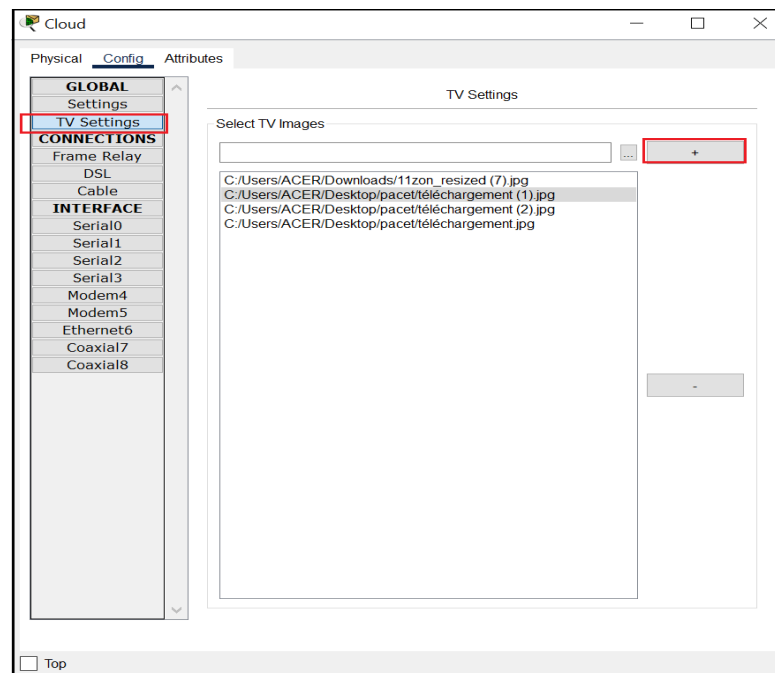 Cloud
Physical Config Attributes
GLOBAL
Settings
TV Settings
CONNECTIONS
Frame Relay
DSL
Cable
INTERFACE
Serial0
Serial1
Serial2
Serial3
Modem4
Modem5
Ethernet6
Coaxial7
Coaxial8
TV Settings
Select TV Images
... +
C:/Users/ACER/Downloads/11zon_resized (7).jpg
C:/Users/ACER/Desktop/pacet/téléchargement (1).jpg
C:/Users/ACER/Desktop/pacet/téléchargement (2).jpg
C:/Users/ACER/Desktop/pacet/téléchargement.jpg
-
Top